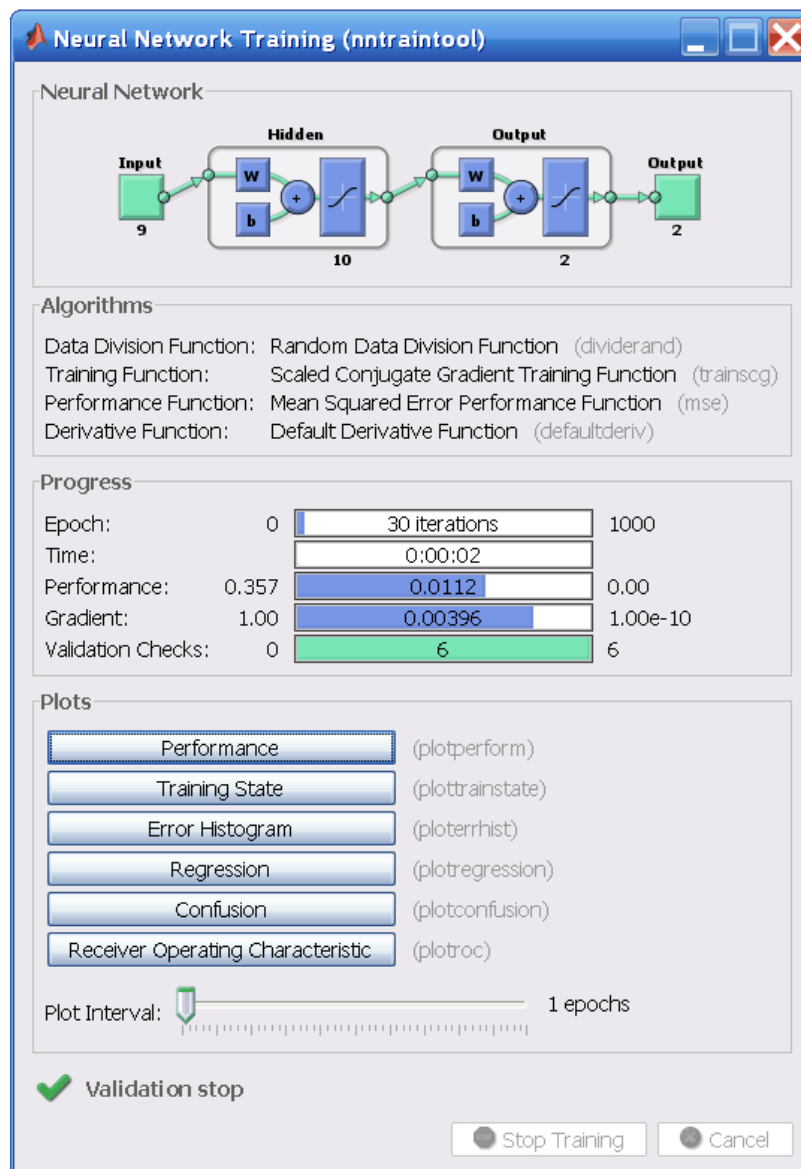 Neural Network Training (nntraintool)
Neural Network
Hidden
Output
Input
Output
W
W
+
+
b
b
9
10
2
2
Algorithms
Data Division Function: Random Data Division Function (dividerand)
Training Function: Scaled Conjugate Gradient Training Function (trainscg)
Performance Function: Mean Squared Error Performance Function (mse)
Derivative Function: Default Derivative Function (defaultderiv)
Progress
Epoch: 0 30 iterations 1000
Time: 0:00:02
Performance: 0.357 0.0112 0.00
Gradient: 1.00 0.00396 1.00e-10
Validation Checks: 0 6 6
Plots
Performance (plotperform)
Training State (plottrainstate)
Error Histogram (ploterrhist)
Regression (plotregression)
Confusion (plotconfusion)
Receiver Operating Characteristic (plotroc)
Plot Interval: 1 epochs
Validation stop
Stop Training Cancel